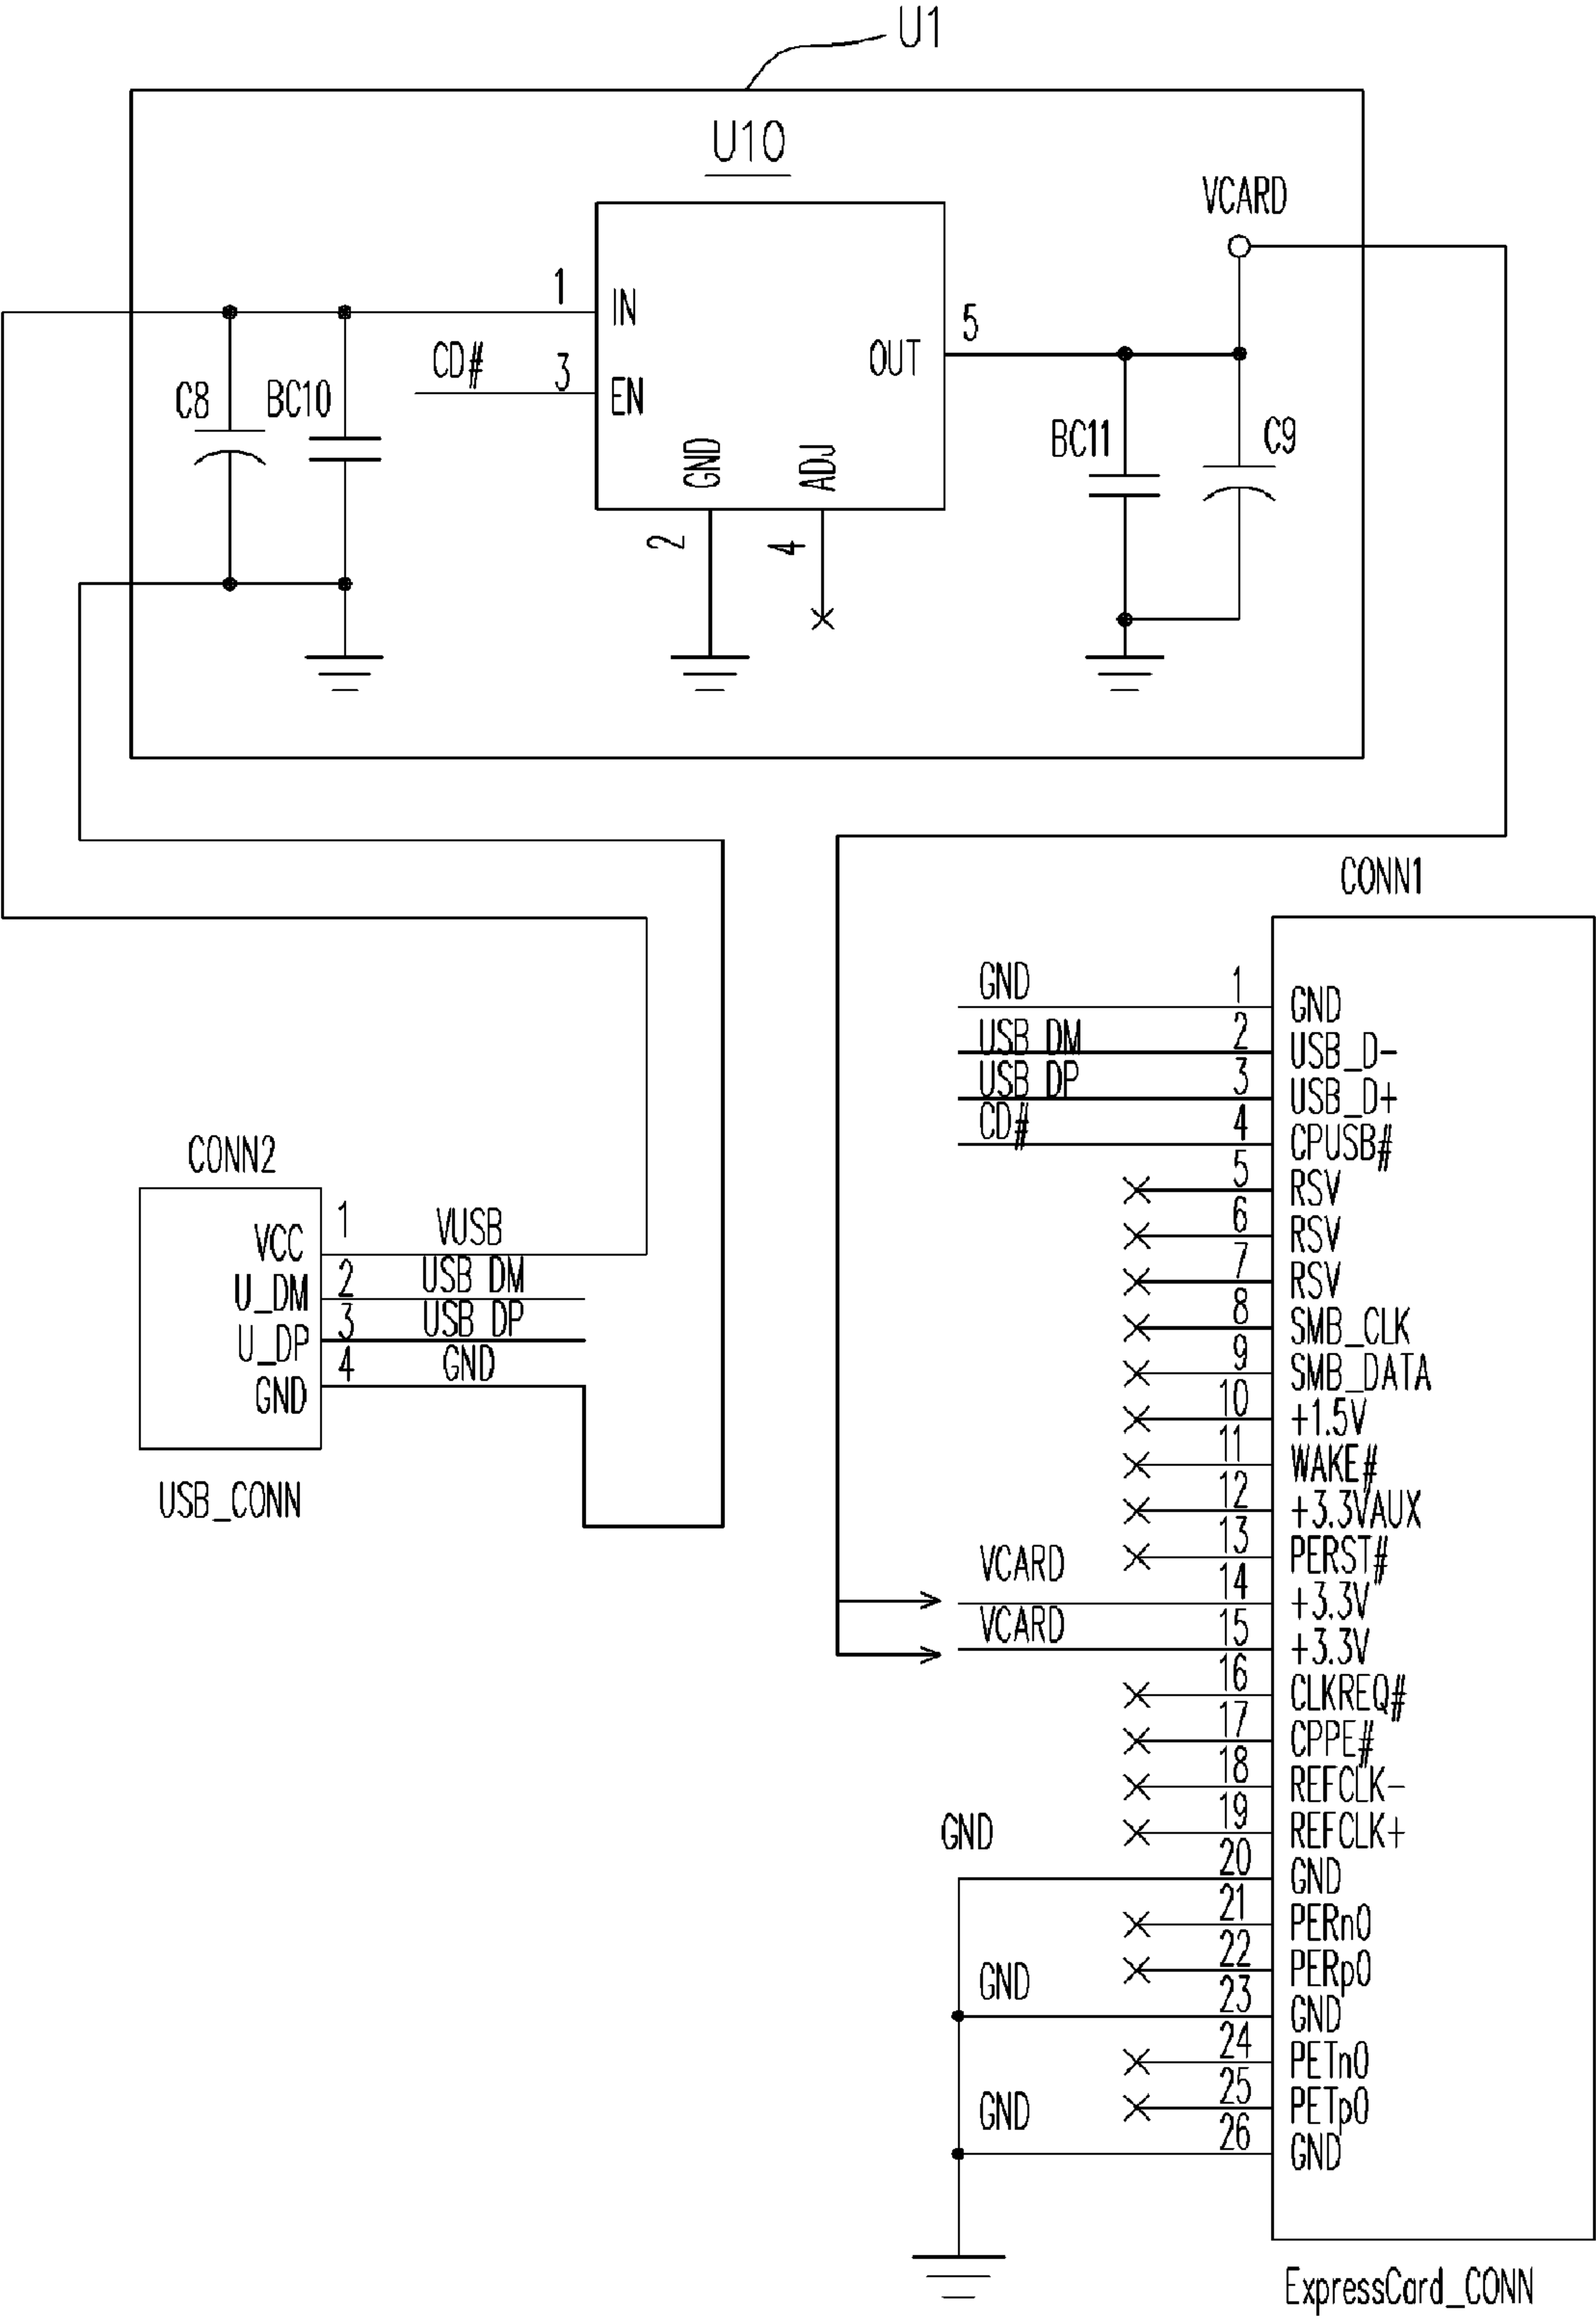 U1
U10
VCARD
1
IN
CD#
3
EN
OUT
5
GND
ADJ
2
4
C8
BC10
BC11
C9
CONN1
GND
1
GND
USB_DM
2
USB_D-
USB_DP
3
USB_D+
CD#
4
CPUSB#
5
RSV
6
RSV
7
RSV
8
SMB_CLK
9
SMB_DATA
10
+1.5V
11
WAKE#
12
+3.3VAUX
13
PERST#
VCARD
14
+3.3V
VCARD
15
+3.3V
16
CLKREQ#
17
CPPE#
18
REFCLK-
19
REFCLK+
GND
20
GND
21
PERn0
22
PERp0
GND
23
GND
24
PETn0
25
PETp0
GND
26
GND
ExpressCard_CONN
CONN2
VCC
1
VUSB
U_DM
2
USB_DM
U_DP
3
USB_DP
GND
4
GND
USB_CONN